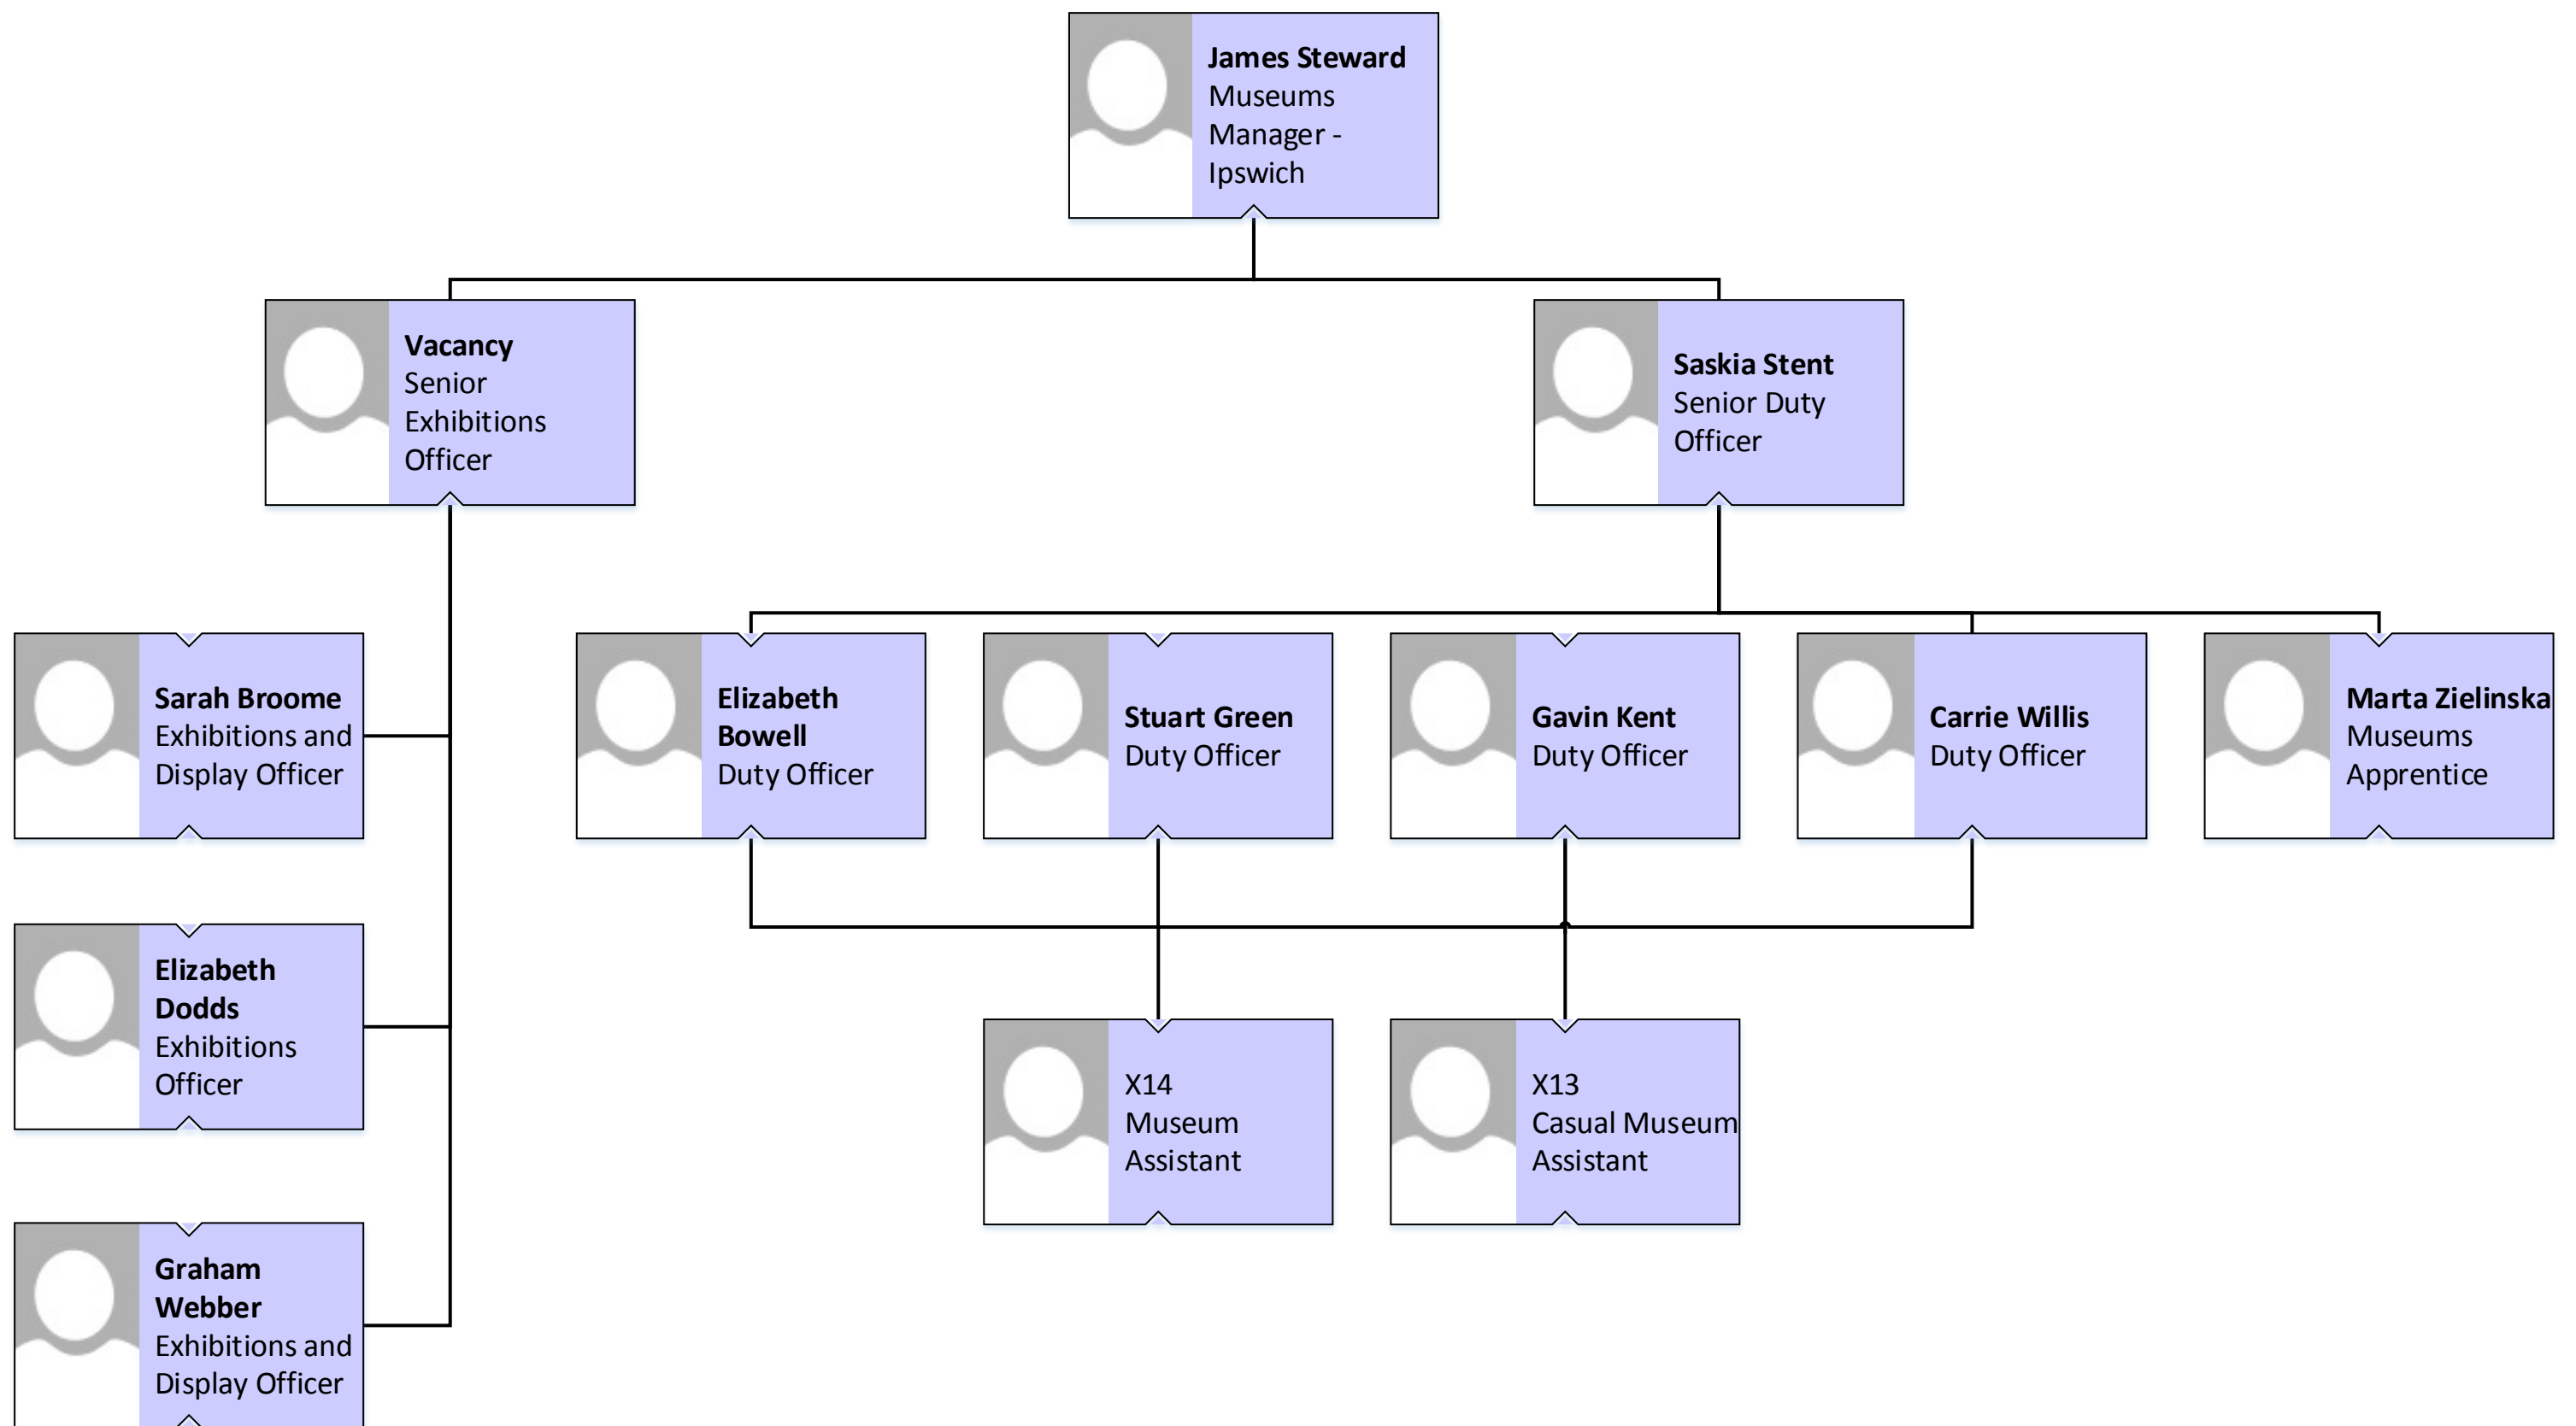 James Steward
Museums
Manager -
Ipswich
Vacancy
Senior
Exhibitions
Officer
Saskia Stent
Senior Duty
Officer
Sarah Broome
Exhibitions and
Display Officer
Elizabeth
Bowell
Duty Officer
Stuart Green
Duty Officer
Gavin Kent
Duty Officer
Carrie Willis
Duty Officer
Marta Zielinska
Museums
Apprentice
Elizabeth
Dodds
Exhibitions
Officer
X14
Museum
Assistant
X13
Casual Museum
Assistant
Graham
Webber
Exhibitions and
Display Officer